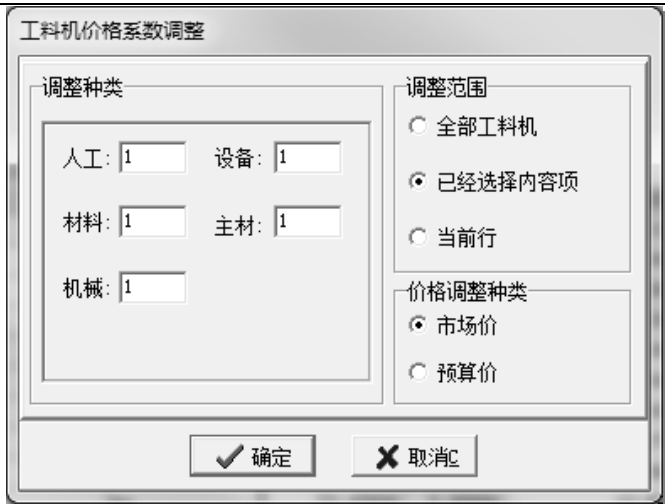 工料机价格系数调整
调整种类
人工: 1 设备: 1
材料: 1 主材: 1
机械: 1
调整范围
全部工料机
已经选择内容项
当前行
价格调整种类
市场价
预算价
确定 取消C